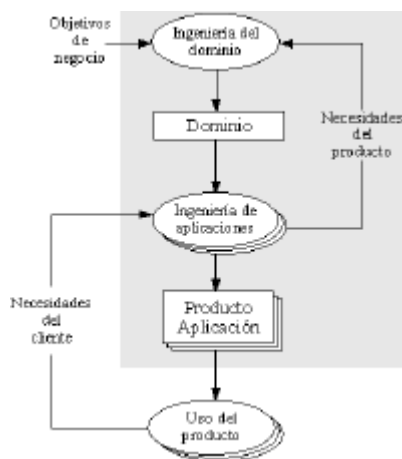 Objetivos
de
negocio
Ingeniería del
dominio
Dominio
Necesidades
del
producto
Ingeniería de
aplicaciones
Necesidades
del
cliente
Producto
Aplicación
Uso del
producto